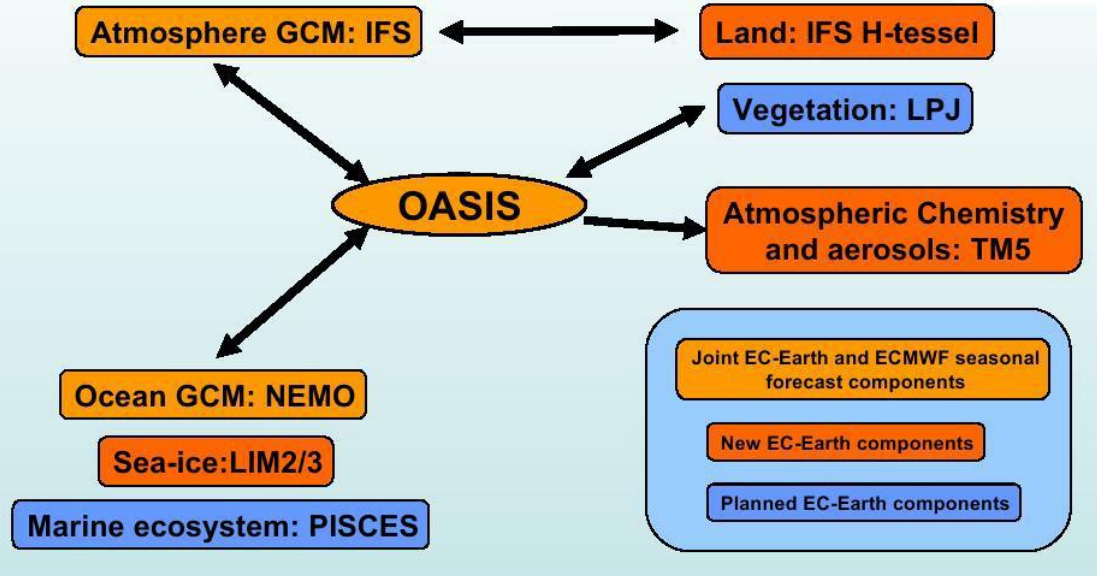 Atmosphere GCM: IFS
Land: IFS H-tessel
Vegetation: LPJ
OASIS
Atmospheric Chemistry
and aerosols: TM5
Ocean GCM: NEMO
Sea-ice:LIM2/3
Marine ecosystem: PISCES
Joint EC-Earth and ECMWF seasonal
forecast components
New EC-Earth components
Planned EC-Earth components